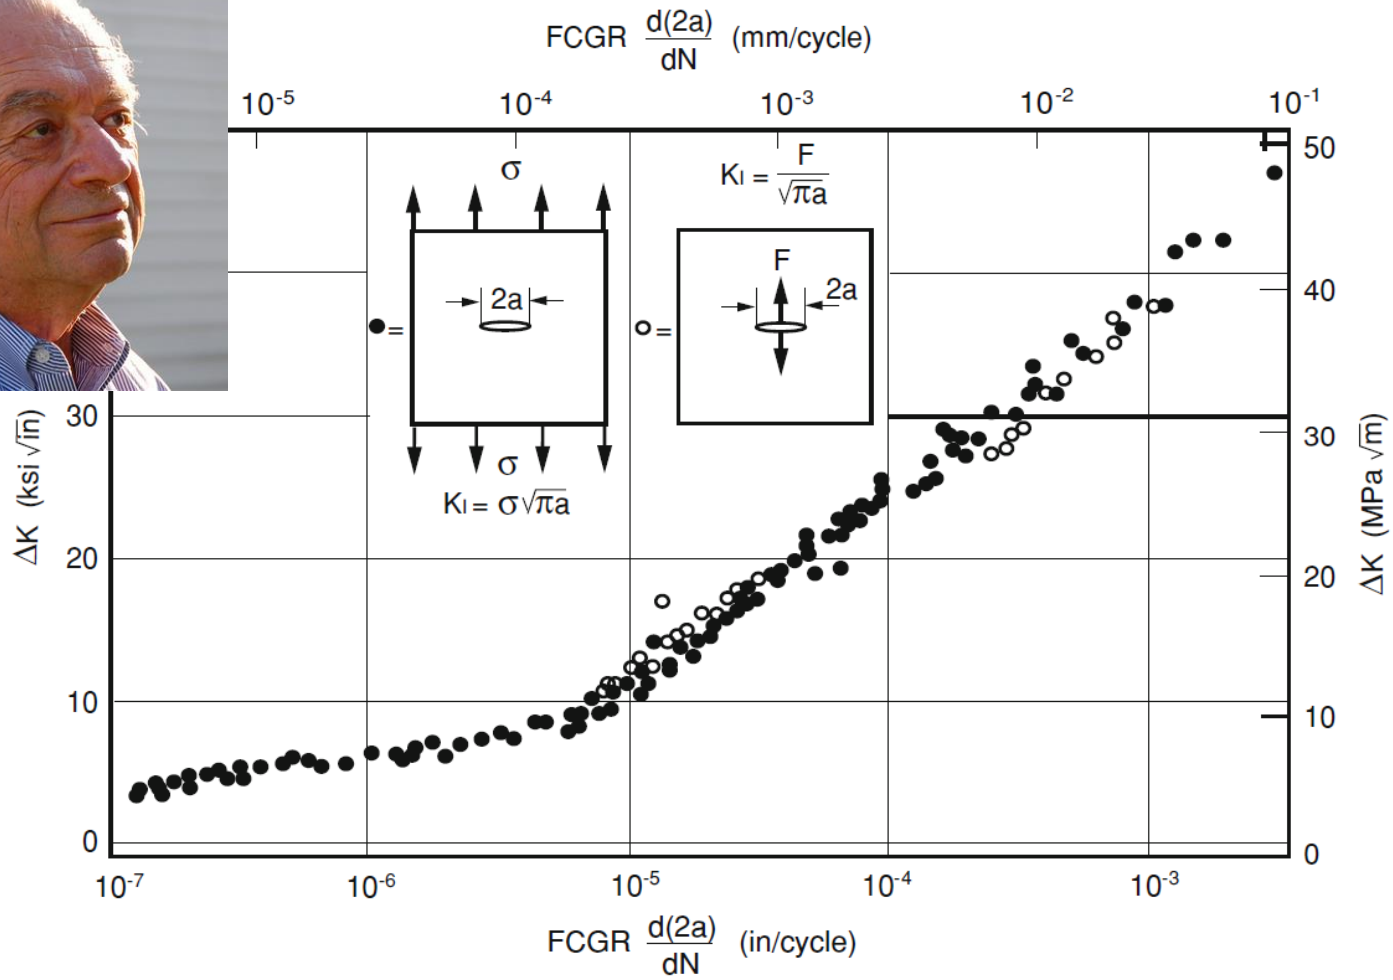 FCGR d(2a)/dN (mm/cycle)
10-5 10-4 10-3 10-2 10-1
50
σ
KI = F/√πa
F
2a
2a
40
=
=
30
30
ΔK (ksi √in)
ΔK (MPa √m)
σ
KI = σ√πa
20
20
10
10
0
0
10-7 10-6 10-5 10-4 10-3
FCGR d(2a)/dN (in/cycle)